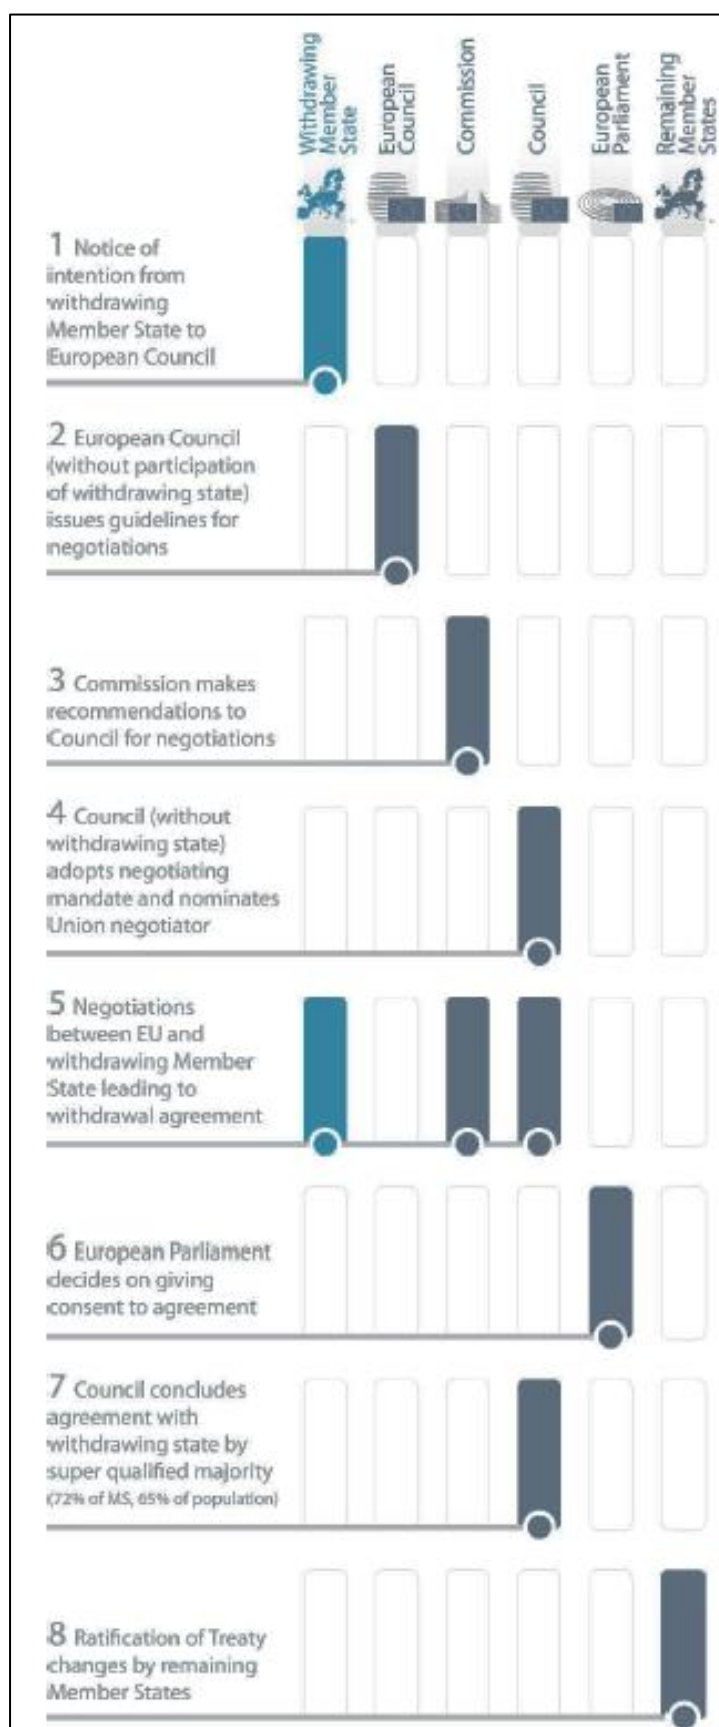 Withdrawing
Member
State
European
Council
Commission
Council
European
Parliament
Remaining
Member
States
1 Notice of
intention from
withdrawing
Member State to
European Council
2 European Council
(without participation
of withdrawing state)
issues guidelines for
negotiations
3 Commission makes
recommendations to
Council for negotiations
4 Council (without
withdrawing state)
adopts negotiating
mandate and nominates
Union negotiator
5 Negotiations
between EU and
withdrawing Member
State leading to
withdrawal agreement
6 European Parliament
decides on giving
consent to agreement
7 Council concludes
agreement with
withdrawing state by
super qualified majority
(72% of MS, 65% of population)
8 Ratification of Treaty
changes by remaining
Member States